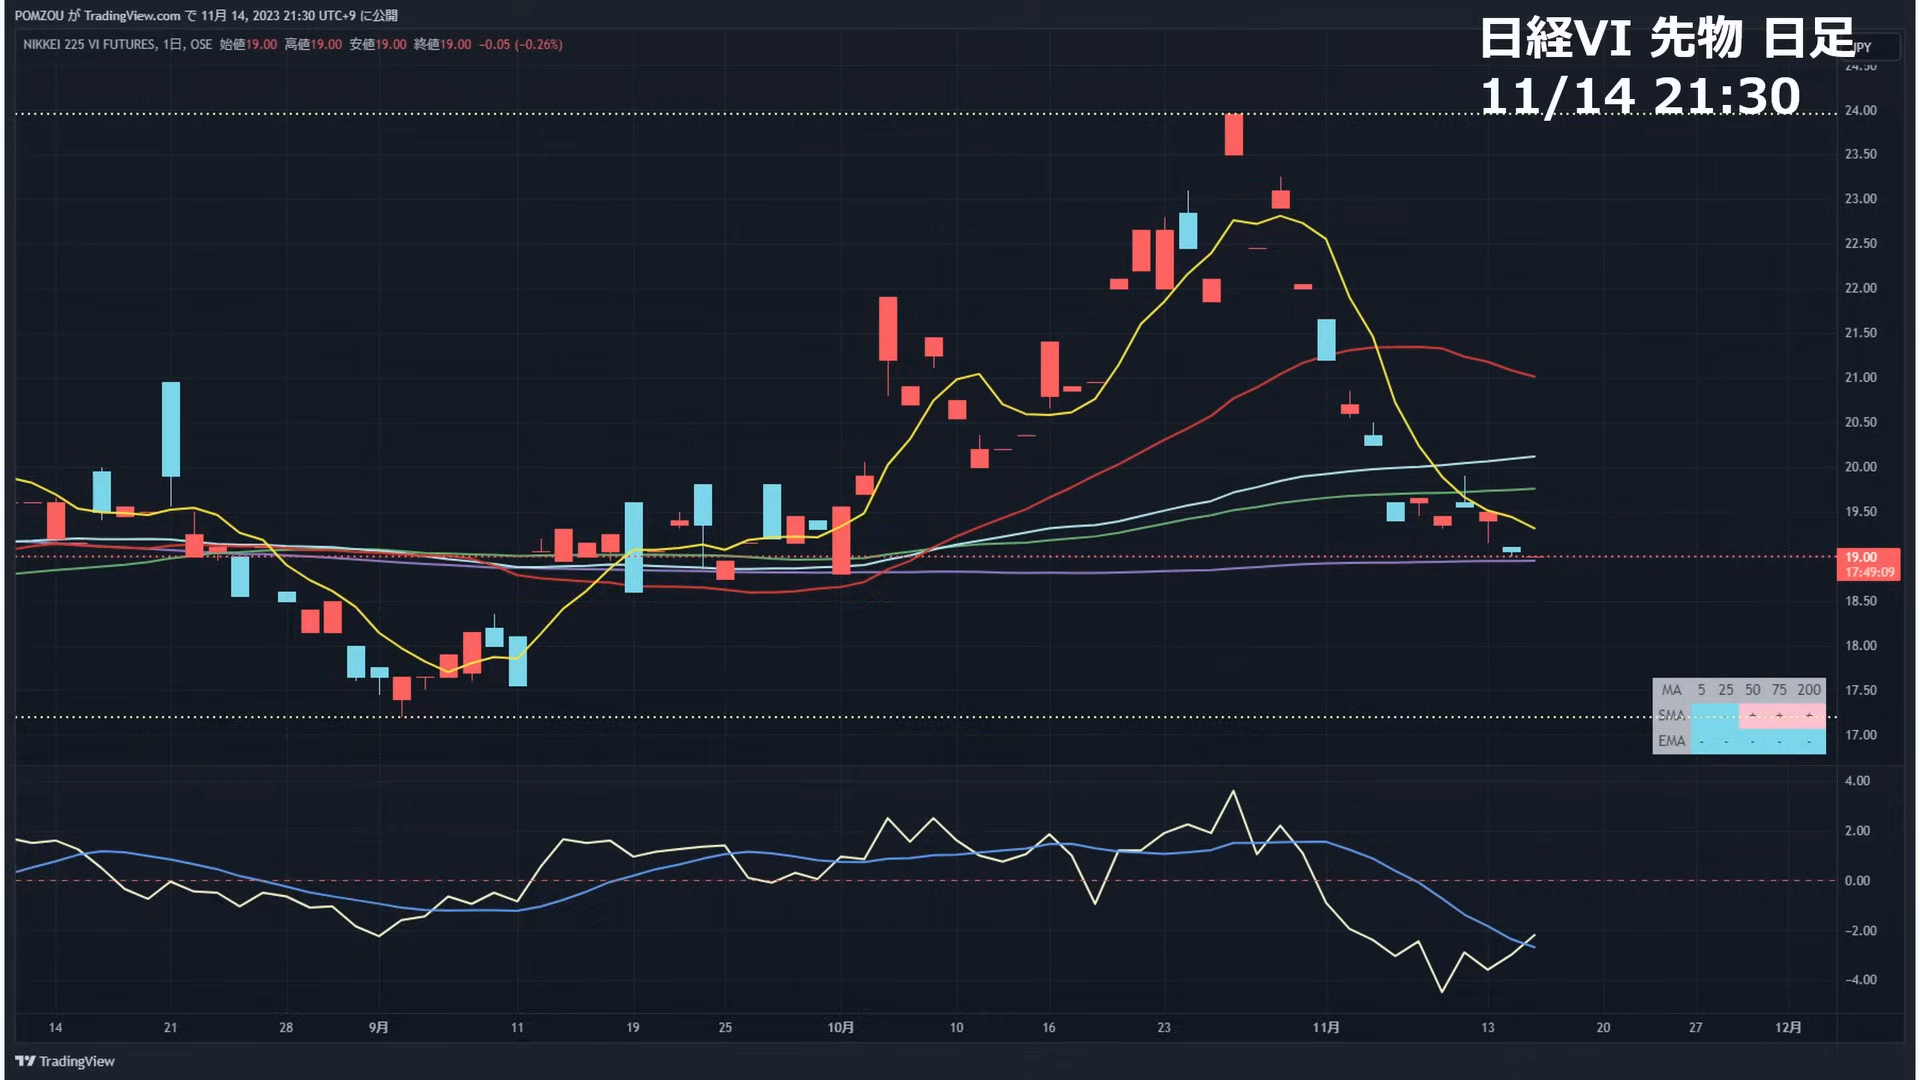 POMZOU が TradingView.com で 11月 14, 2023 21:30 UTC+9 に公開
日経VI 先物 日足
11/14 21:30
NIKKEI 225 VI FUTURES, 1日, OSE 始値19.00 高値19.00 安値19.00 終値19.00 −0.05 (−0.26%)
24.50
24.00
23.50
23.00
22.50
22.00
21.50
21.00
20.50
20.00
19.50
19.00
17:49:09
18.50
18.00
17.50
17.00
MA 5 25 50 75 200
SMA - + + +
EMA - - - - -
4.00
2.00
0.00
−2.00
−4.00
14 21 28 9月 11 19 25 10月 10 16 23 11月 13 20 27 12月
TradingView